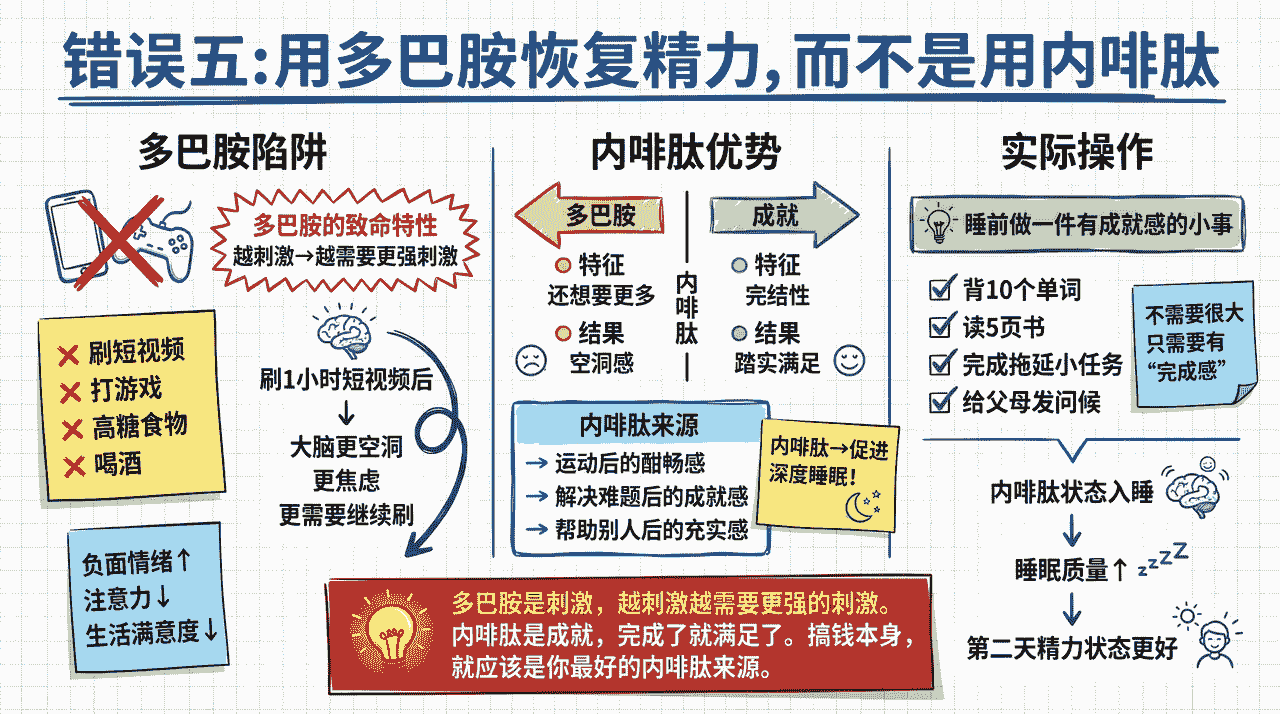 错误五:用多巴胺恢复精力,而不是用内啡肽
多巴胺陷阱
多巴胺的致命特性
越刺激→越需要更强刺激
刷短视频
打游戏
高糖食物
喝酒
刷1小时短视频后
↓
大脑更空洞
更焦虑
更需要继续刷
负面情绪↑
注意力↓
生活满意度↓
内啡肽优势
多巴胺
成就
内啡肽
特征
还想要更多
结果
空洞感
特征
完结性
结果
踏实满足
内啡肽来源
→ 运动后的酣畅感
→ 解决难题后的成就感
→ 帮助别人后的充实感
内啡肽→促进
深度睡眠!
实际操作
睡前做一件有成就感的小事
背10个单词
读5页书
完成拖延小任务
给父母发问候
不需要很大
只需要有
“完成感”
内啡肽状态入睡
↓
睡眠质量↑ zzZZ
↓
第二天精力状态更好
多巴胺是刺激，越刺激越需要更强的刺激。
内啡肽是成就，完成了就满足了。搞钱本身，
就应该是你最好的内啡肽来源。